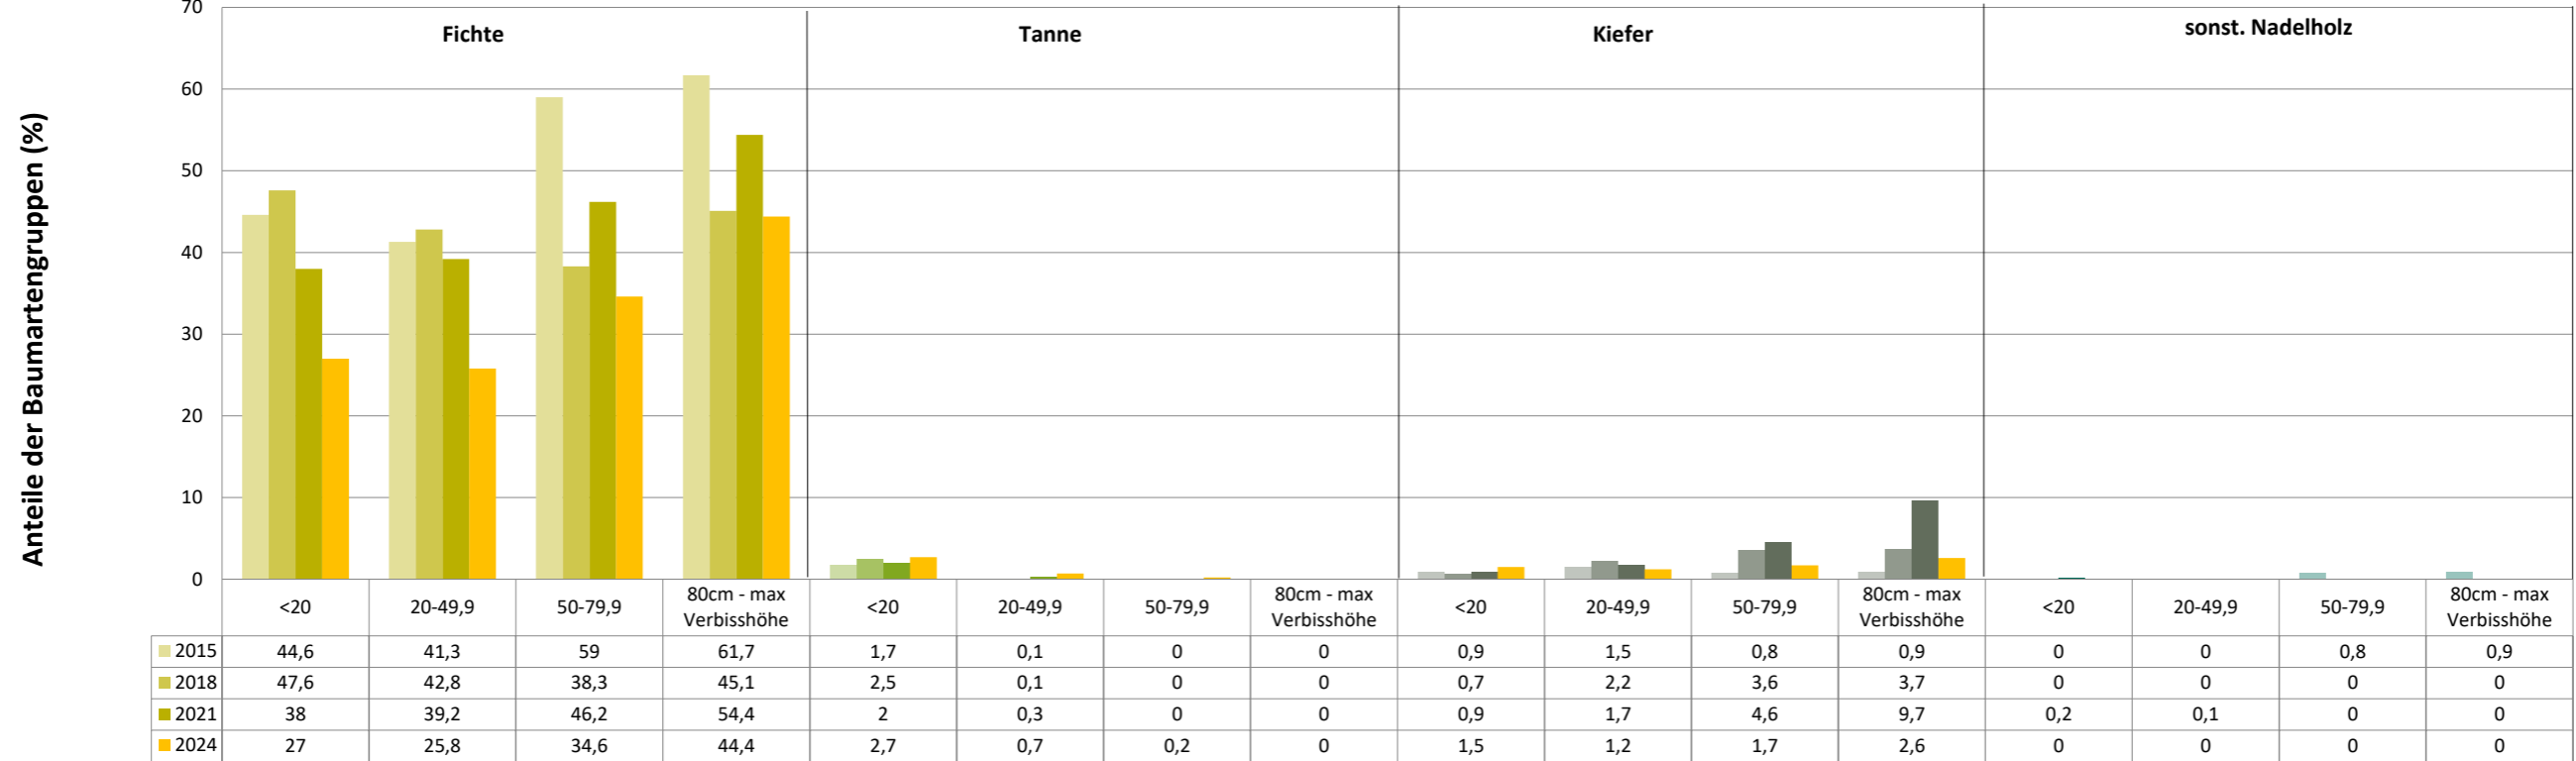 Anteile der Baumartengruppen (%)
70
60
50
40
30
20
10
0
Fichte Tanne Kiefer sonst. Nadelholz
<20 20-49,9 50-79,9 80cm - max Verbisshöhe <20 20-49,9 50-79,9 80cm - max Verbisshöhe <20 20-49,9 50-79,9 80cm - max Verbisshöhe <20 20-49,9 50-79,9 80cm - max Verbisshöhe
2015 44,6 41,3 59 61,7 1,7 0,1 0 0 0,9 1,5 0,8 0,9 0 0 0,8 0,9
2018 47,6 42,8 38,3 45,1 2,5 0,1 0 0 0,7 2,2 3,6 3,7 0 0 0 0
2021 38 39,2 46,2 54,4 2 0,3 0 0 0,9 1,7 4,6 9,7 0,2 0,1 0 0
2024 27 25,8 34,6 44,4 2,7 0,7 0,2 0 1,5 1,2 1,7 2,6 0 0 0 0